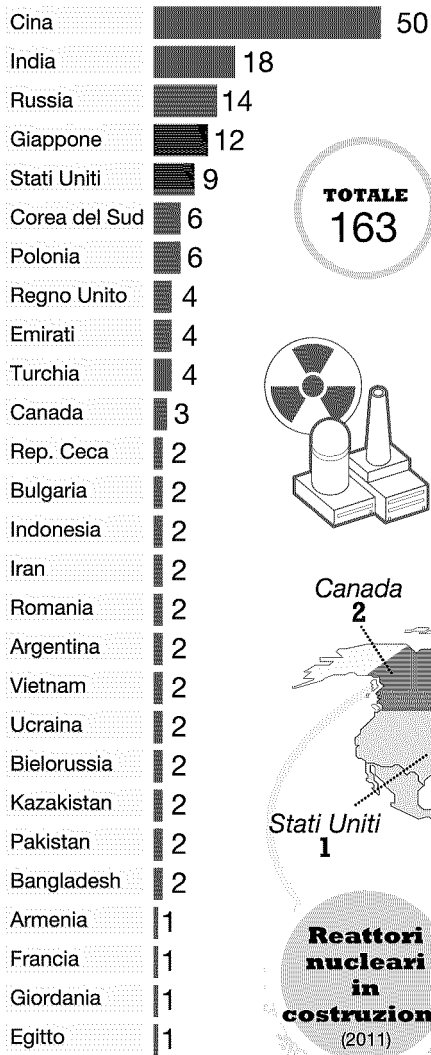 Cina 50
India 18
Russia 14
Giappone 12
Stati Uniti 9
Corea del Sud 6
Polonia 6
Regno Unito 4
Emirati 4
Turchia 4
Canada 3
Rep. Ceca 2
Bulgaria 2
Indonesia 2
Iran 2
Romania 2
Argentina 2
Vietnam 2
Ucraina 2
Bielorussia 2
Kazakistan 2
Pakistan 2
Bangladesh 2
Armenia 1
Francia 1
Giordania 1
Egitto 1
TOTALE
163
Canada
2
Stati Uniti
1
Reattori
nucleari
in
costruzion
(2011)